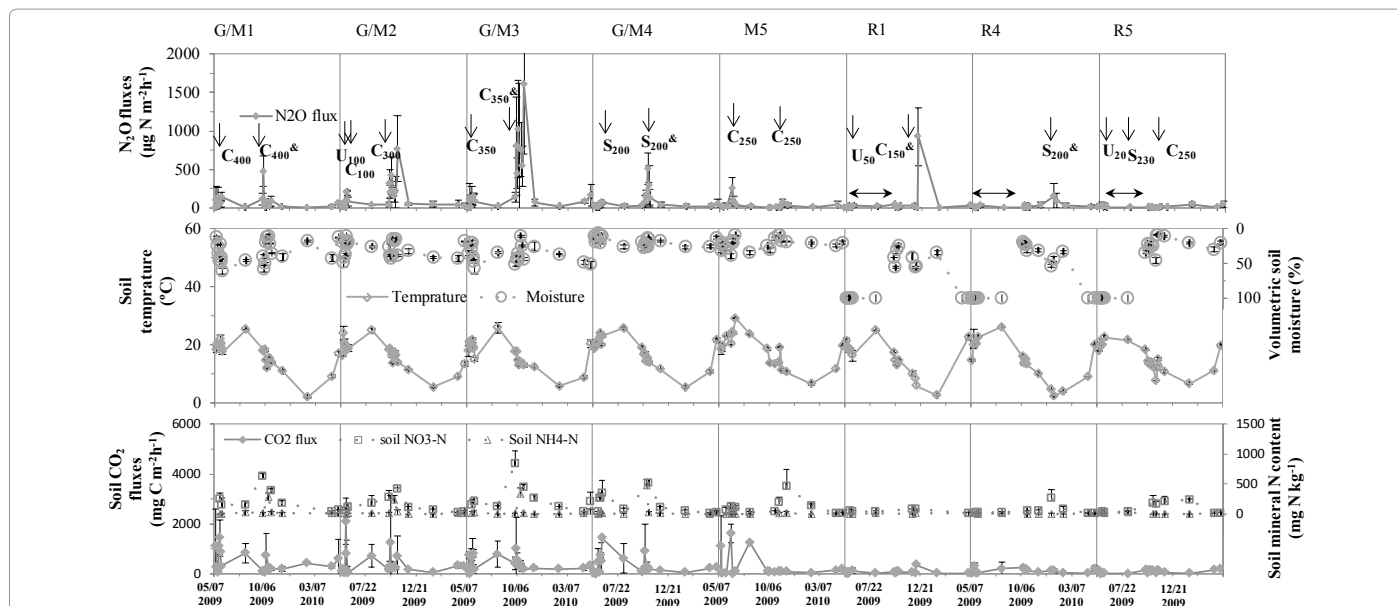 G/M1 G/M2 G/M3 G/M4 M5 R1 R4 R5
N₂O fluxes
(µg N m⁻²h⁻¹)
2000
1500
1000
500
0
N2O flux
C400 C400& U100 C100 C300 C350 C350& S200 S200& C250 C250 U50 C150& S200& U20 S230 C250
Soil
temprature
(ºC)
60
40
20
0
Temprature Moisture
0
50
100
Volumetric soil
moisture (%)
Soil CO₂
fluxes
(mg C m⁻²h⁻¹)
6000
4000
2000
0
CO2 flux soil NO3-N Soil NH4-N
1500
1000
500
0
Soil mineral N content
(mg N kg⁻¹)
05/07 10/06 03/07 07/22 12/21 05/07 10/06 03/07 07/22 12/21 05/07 10/06 03/07 07/22 12/21 05/07 10/06 03/07 07/22 12/21
2009 2009 2010 2009 2009 2009 2009 2010 2009 2009 2009 2009 2010 2009 2009 2009 2009 2010 2009 2009